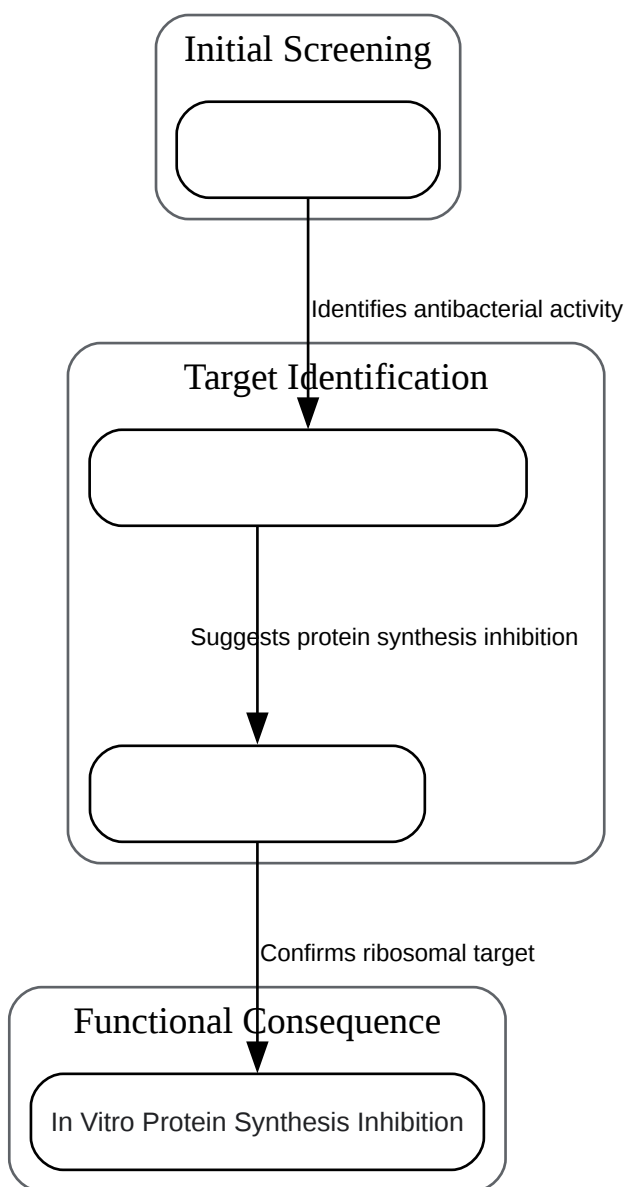 Initial Screening
Identifies antibacterial activity
Target Identification
Suggests protein synthesis inhibition
Confirms ribosomal target
Functional Consequence
In Vitro Protein Synthesis Inhibition